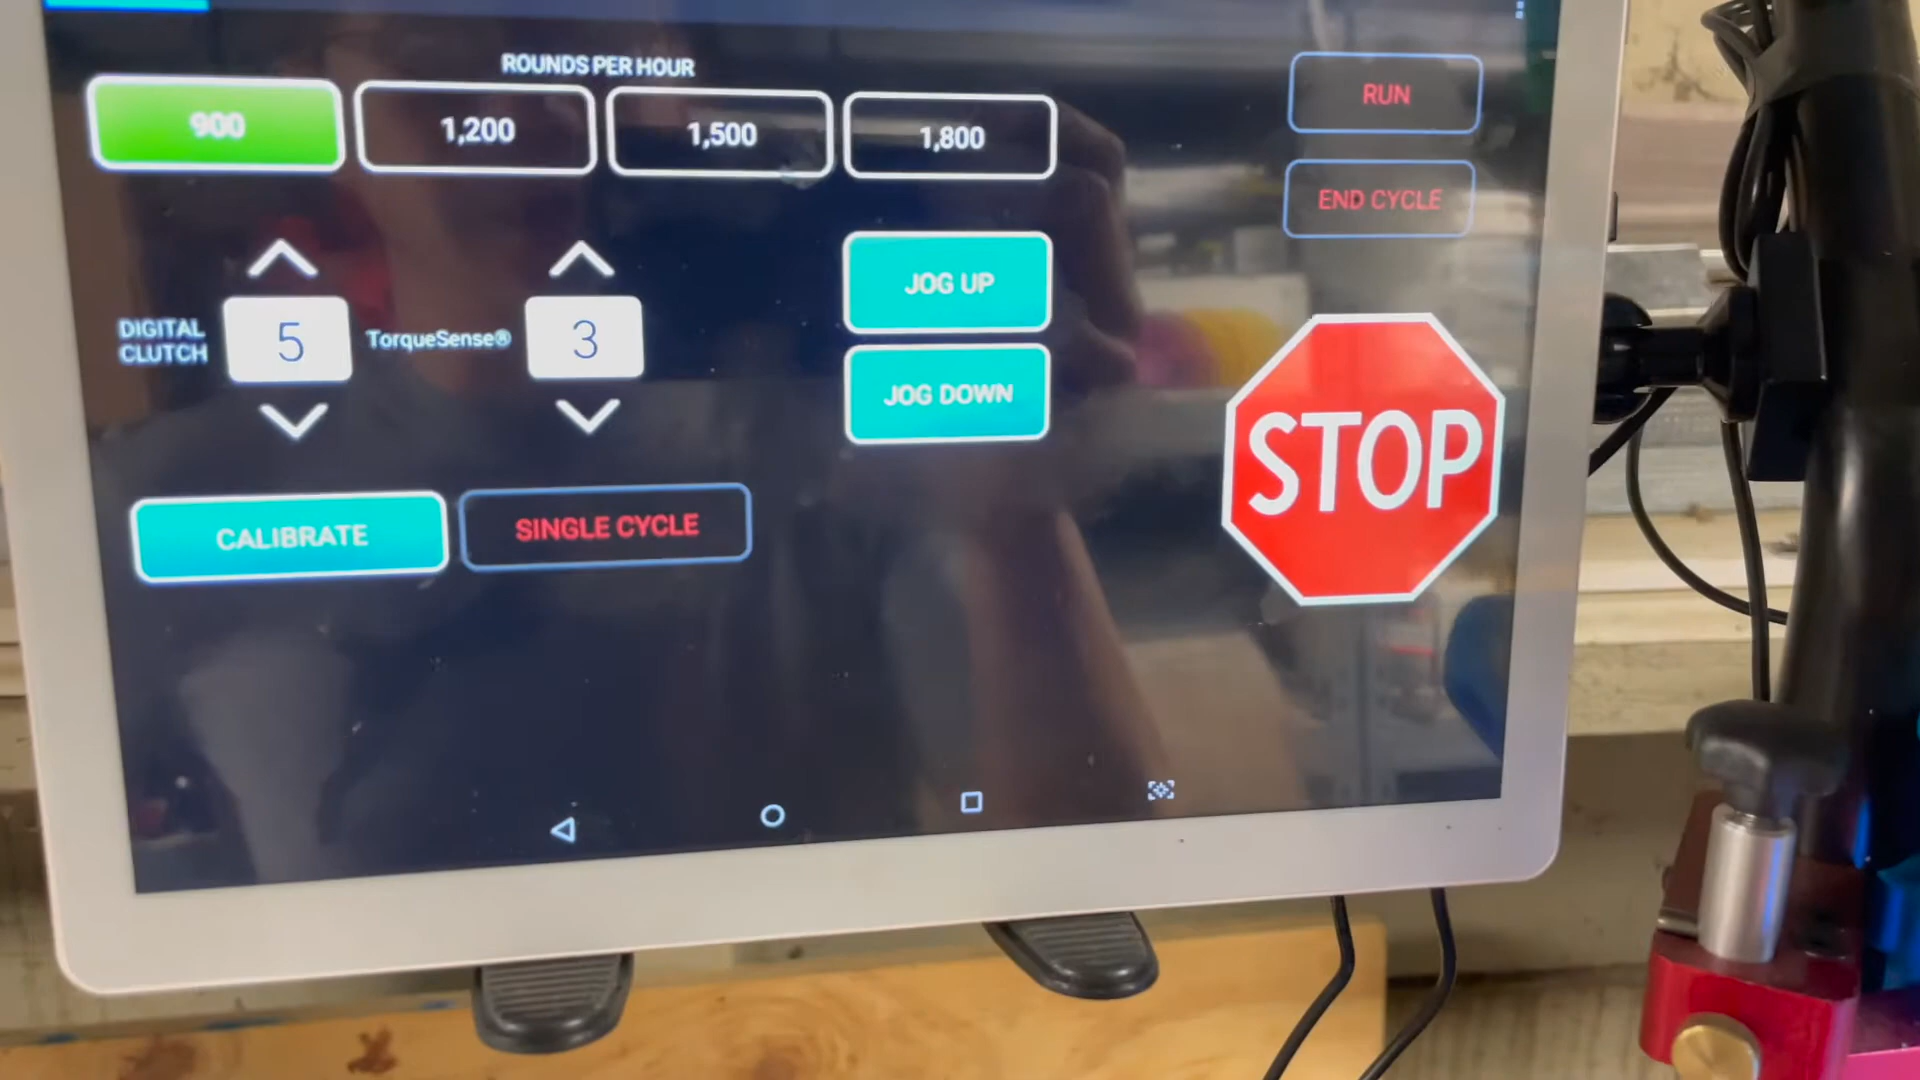 ROUNDS PER HOUR
900
1,200
1,500
1,800
RUN
END CYCLE
DIGITAL
CLUTCH
5
TorqueSense®
3
JOG UP
JOG DOWN
STOP
CALIBRATE
SINGLE CYCLE